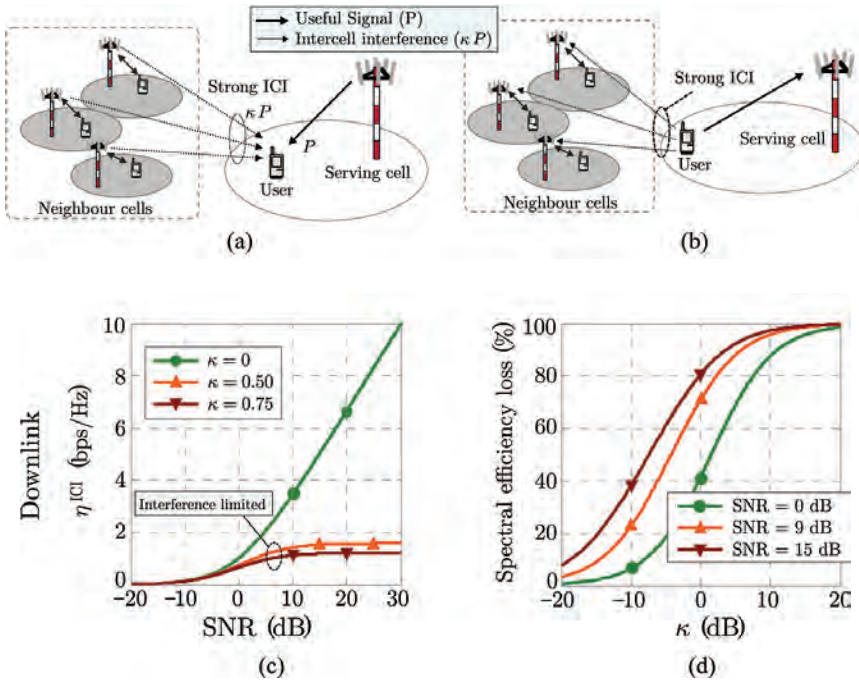 Useful Signal (P)
Intercell interference (κ P)
Strong ICI
κ P
P
User
Serving cell
Neighbour cells
(a)
Strong ICI
User
Serving cell
Neighbour cells
(b)
Downlink
η ICI (bps/Hz)
10
8
6
4
2
0
κ = 0
κ = 0.50
κ = 0.75
Interference limited
−20 −10 0 10 20 30
SNR (dB)
(c)
Spectral efficiency loss (%)
100
80
60
40
20
0
SNR = 0 dB
SNR = 9 dB
SNR = 15 dB
−20 −10 0 10 20
κ (dB)
(d)